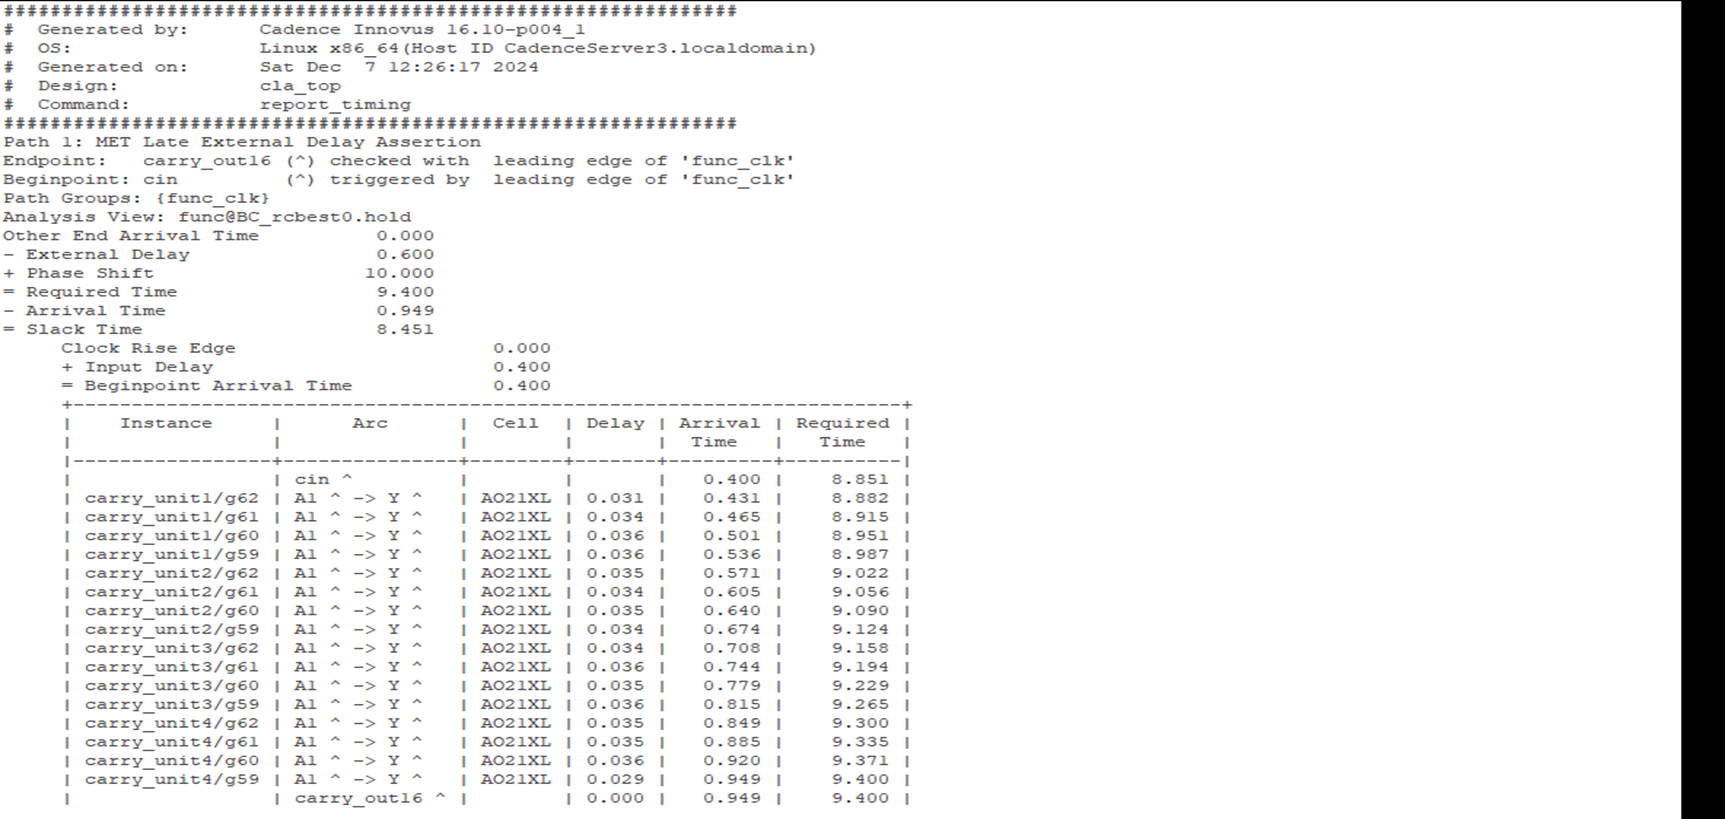 ###############################################################
#  Generated by:      Cadence Innovus 16.10-p004_1
#  OS:                Linux x86_64(Host ID CadenceServer3.localdomain)
#  Generated on:      Sat Dec  7 12:26:17 2024
#  Design:            cla_top
#  Command:           report_timing
###############################################################
Path 1: MET Late External Delay Assertion
Endpoint:   carry_out16 (^) checked with  leading edge of 'func_clk'
Beginpoint: cin         (^) triggered by  leading edge of 'func_clk'
Path Groups: {func_clk}
Analysis View: func@BC_rcbest0.hold
Other End Arrival Time          0.000
- External Delay                0.600
+ Phase Shift                  10.000
= Required Time                 9.400
- Arrival Time                  0.949
= Slack Time                    8.451
     Clock Rise Edge                      0.000
     + Input Delay                        0.400
     = Beginpoint Arrival Time            0.400
     +-----------------------------------------------------------------------+
     |    Instance     |      Arc      |  Cell  | Delay | Arrival | Required |
     |                 |               |        |       |  Time   |   Time   |
     |-----------------+---------------+--------+-------+---------+----------|
     |                 | cin ^         |        |       |   0.400 |    8.851 |
     | carry_unit1/g62 | A1 ^ -> Y ^   | AO21XL | 0.031 |   0.431 |    8.882 |
     | carry_unit1/g61 | A1 ^ -> Y ^   | AO21XL | 0.034 |   0.465 |    8.915 |
     | carry_unit1/g60 | A1 ^ -> Y ^   | AO21XL | 0.036 |   0.501 |    8.951 |
     | carry_unit1/g59 | A1 ^ -> Y ^   | AO21XL | 0.036 |   0.536 |    8.987 |
     | carry_unit2/g62 | A1 ^ -> Y ^   | AO21XL | 0.035 |   0.571 |    9.022 |
     | carry_unit2/g61 | A1 ^ -> Y ^   | AO21XL | 0.034 |   0.605 |    9.056 |
     | carry_unit2/g60 | A1 ^ -> Y ^   | AO21XL | 0.035 |   0.640 |    9.090 |
     | carry_unit2/g59 | A1 ^ -> Y ^   | AO21XL | 0.034 |   0.674 |    9.124 |
     | carry_unit3/g62 | A1 ^ -> Y ^   | AO21XL | 0.034 |   0.708 |    9.158 |
     | carry_unit3/g61 | A1 ^ -> Y ^   | AO21XL | 0.036 |   0.744 |    9.194 |
     | carry_unit3/g60 | A1 ^ -> Y ^   | AO21XL | 0.035 |   0.779 |    9.229 |
     | carry_unit3/g59 | A1 ^ -> Y ^   | AO21XL | 0.036 |   0.815 |    9.265 |
     | carry_unit4/g62 | A1 ^ -> Y ^   | AO21XL | 0.035 |   0.849 |    9.300 |
     | carry_unit4/g61 | A1 ^ -> Y ^   | AO21XL | 0.035 |   0.885 |    9.335 |
     | carry_unit4/g60 | A1 ^ -> Y ^   | AO21XL | 0.036 |   0.920 |    9.371 |
     | carry_unit4/g59 | A1 ^ -> Y ^   | AO21XL | 0.029 |   0.949 |    9.400 |
     |                 | carry_out16 ^ |        | 0.000 |   0.949 |    9.400 |